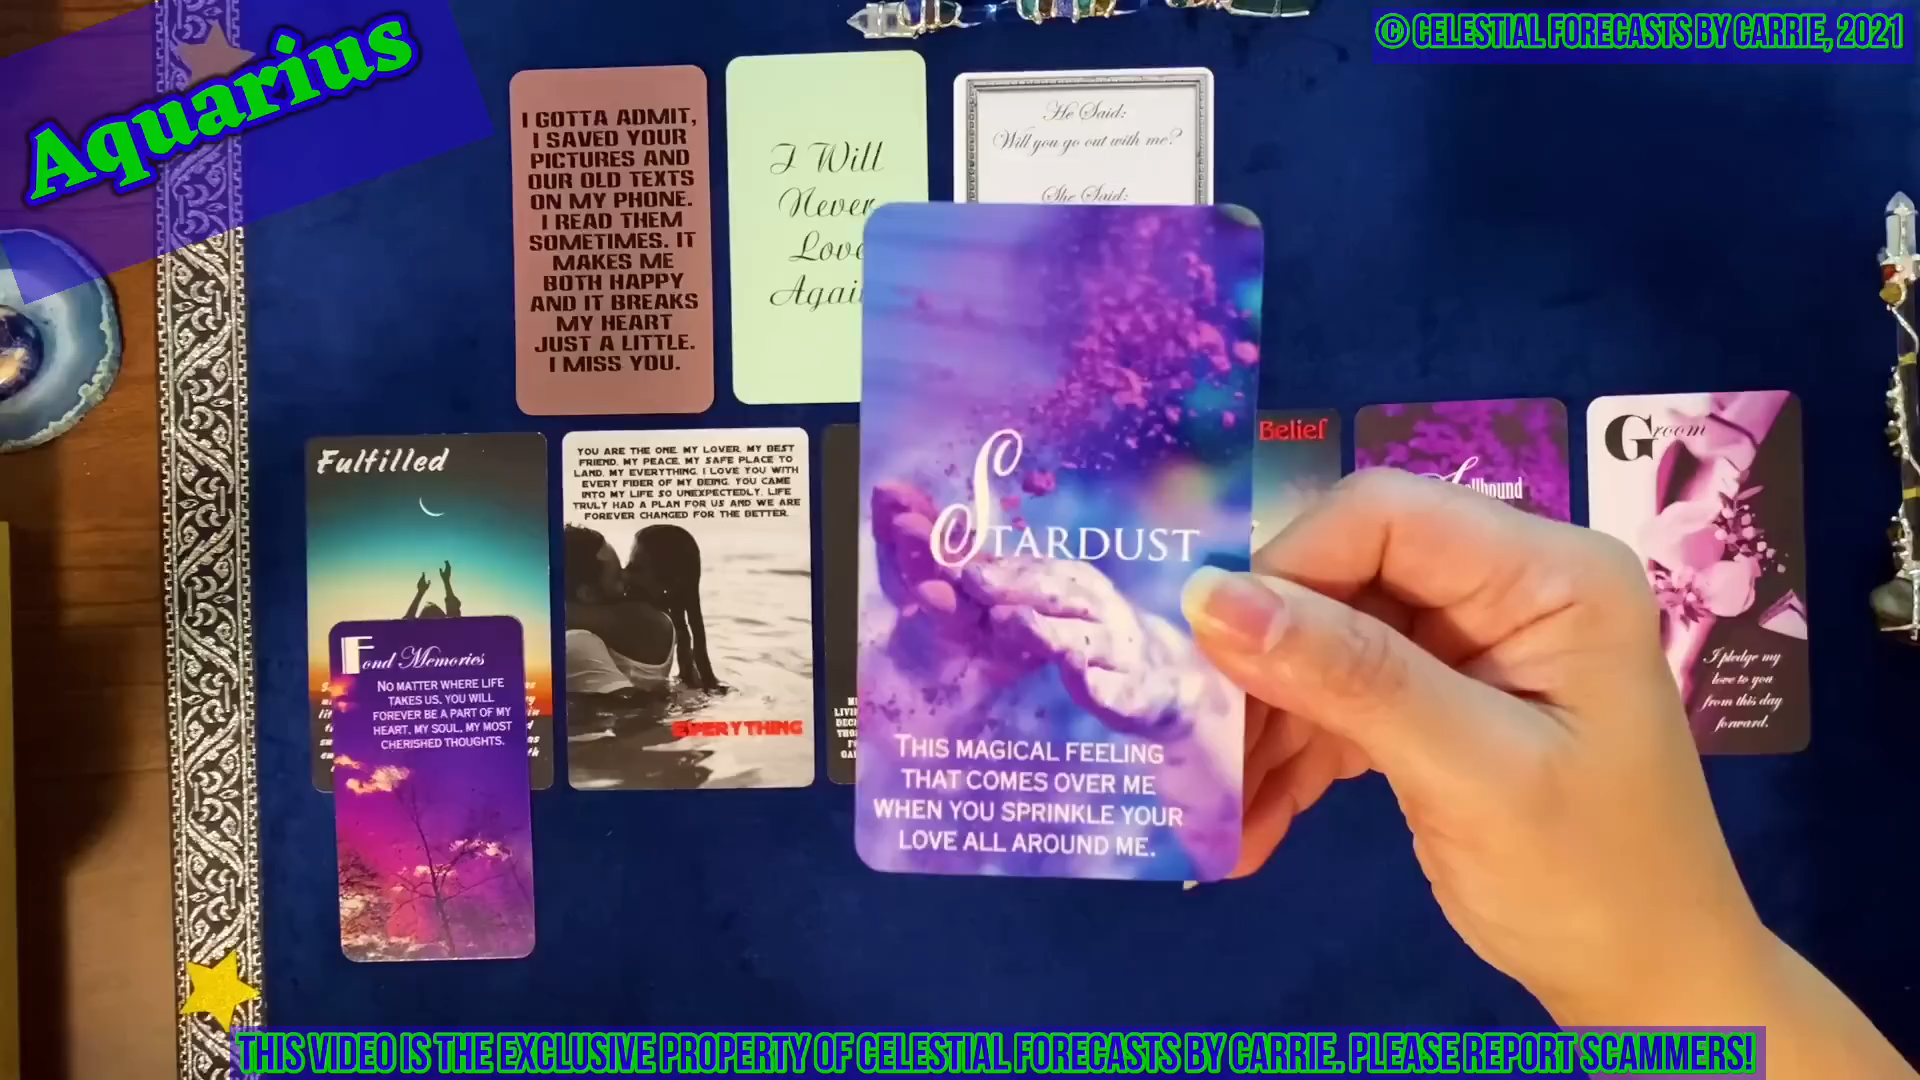 Aquarius
© CELESTIAL FORECASTS BY CARRIE, 2021
I GOTTA ADMIT,
I SAVED YOUR
PICTURES AND
OUR OLD TEXTS
ON MY PHONE.
I READ THEM
SOMETIMES. IT
MAKES ME
BOTH HAPPY
AND IT BREAKS
MY HEART
JUST A LITTLE.
I MISS YOU.
I Will
Never
Love
Again
He Said:
Will you go out with me?
She Said:
Fulfilled
Fond Memories
NO MATTER WHERE LIFE
TAKES US, YOU WILL
FOREVER BE A PART OF MY
HEART, MY SOUL, MY MOST
CHERISHED THOUGHTS.
YOU ARE THE ONE. MY LOVER. MY BEST
FRIEND. MY PEACE. MY SAFE PLACE TO
LAND. MY EVERYTHING. I LOVE YOU WITH
EVERY FIBER OF MY BEING. YOU CAME
INTO MY LIFE SO UNEXPECTEDLY. LIFE
TRULY HAD A PLAN FOR US AND WE ARE
FOREVER CHANGED FOR THE BETTER.
EVERYTHING
STARDUST
THIS MAGICAL FEELING
THAT COMES OVER ME
WHEN YOU SPRINKLE YOUR
LOVE ALL AROUND ME.
Belief
Groom
I pledge my
love to you
from this day
forward.
THIS VIDEO IS THE EXCLUSIVE PROPERTY OF CELESTIAL FORECASTS BY CARRIE. PLEASE REPORT SCAMMERS!